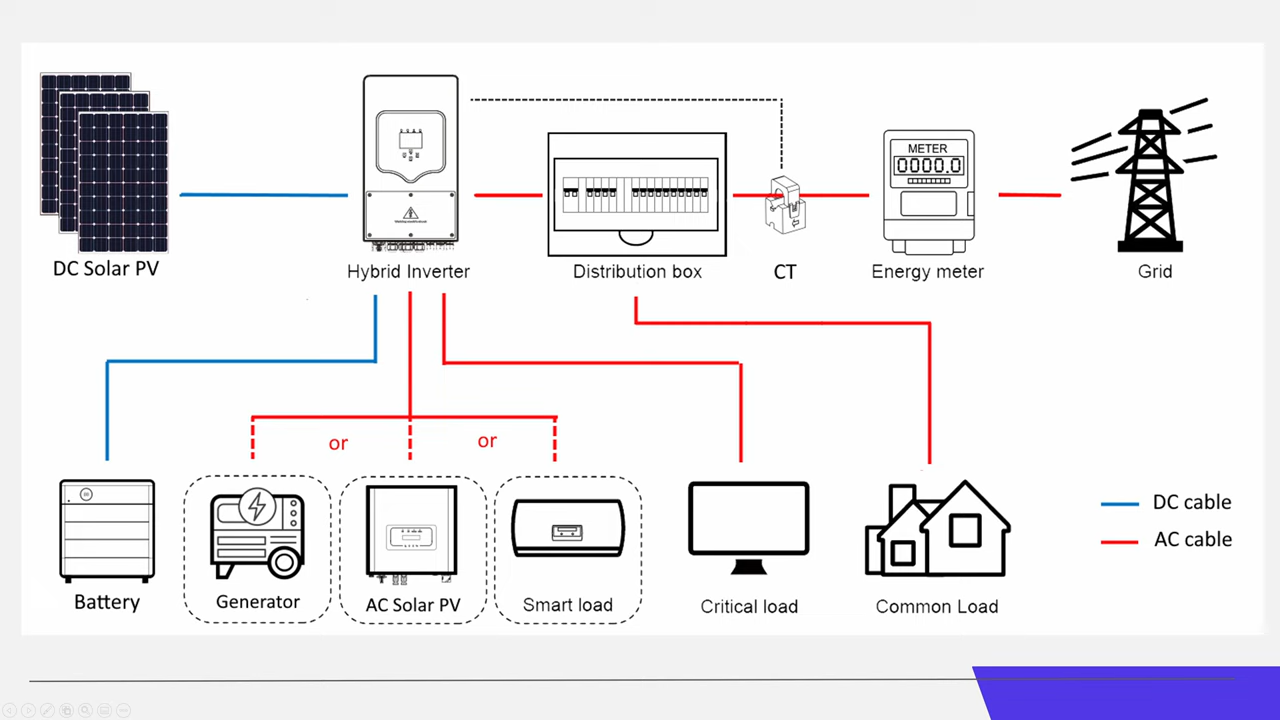 METER
0000.0
DC Solar PV
Hybrid Inverter
Distribution box
CT
Energy meter
Grid
or
or
DC cable
AC cable
Battery
Generator
AC Solar PV
Smart load
Critical load
Common Load